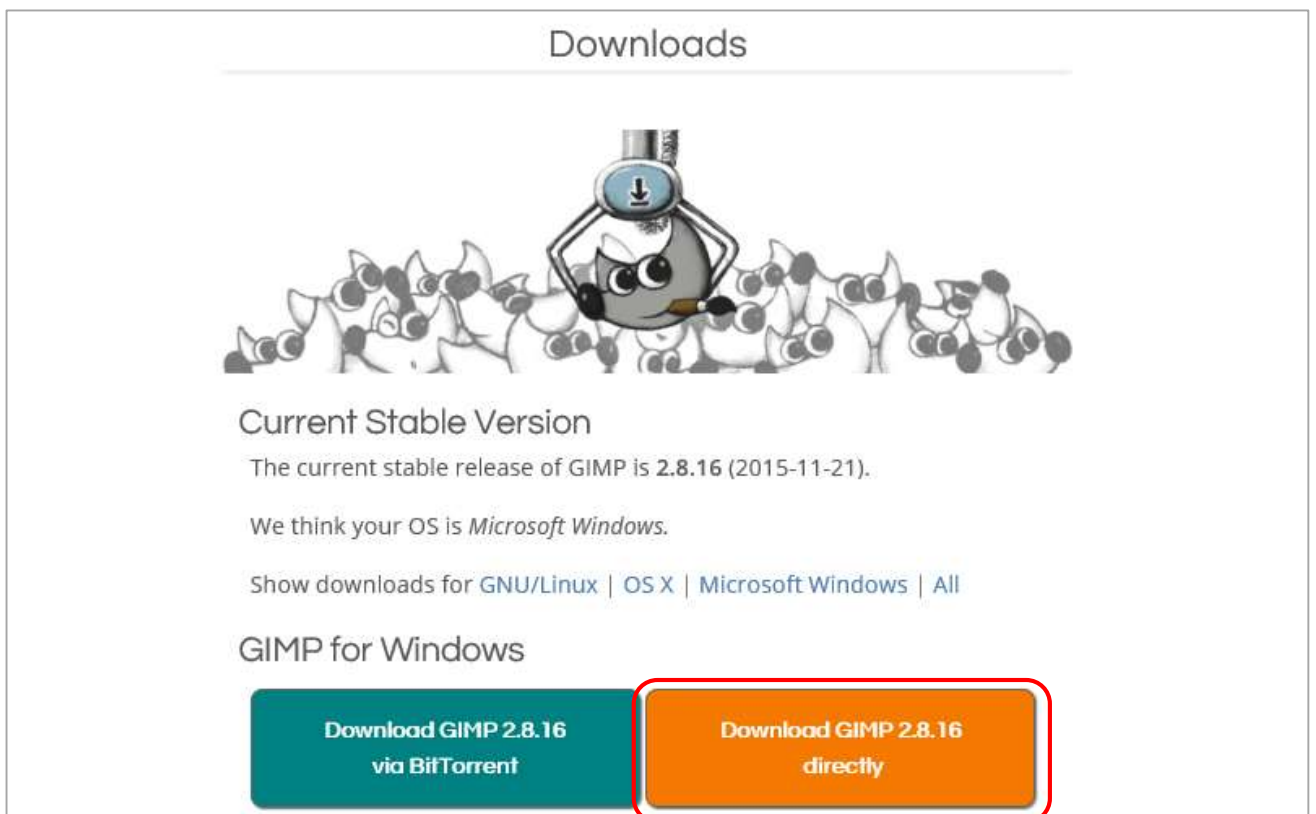 Downloads
Current Stable Version
The current stable release of GIMP is 2.8.16 (2015-11-21).
We think your OS is Microsoft Windows.
Show downloads for GNU/Linux | OS X | Microsoft Windows | All
GIMP for Windows
Download GIMP 2.8.16
via BitTorrent
Download GIMP 2.8.16
directly